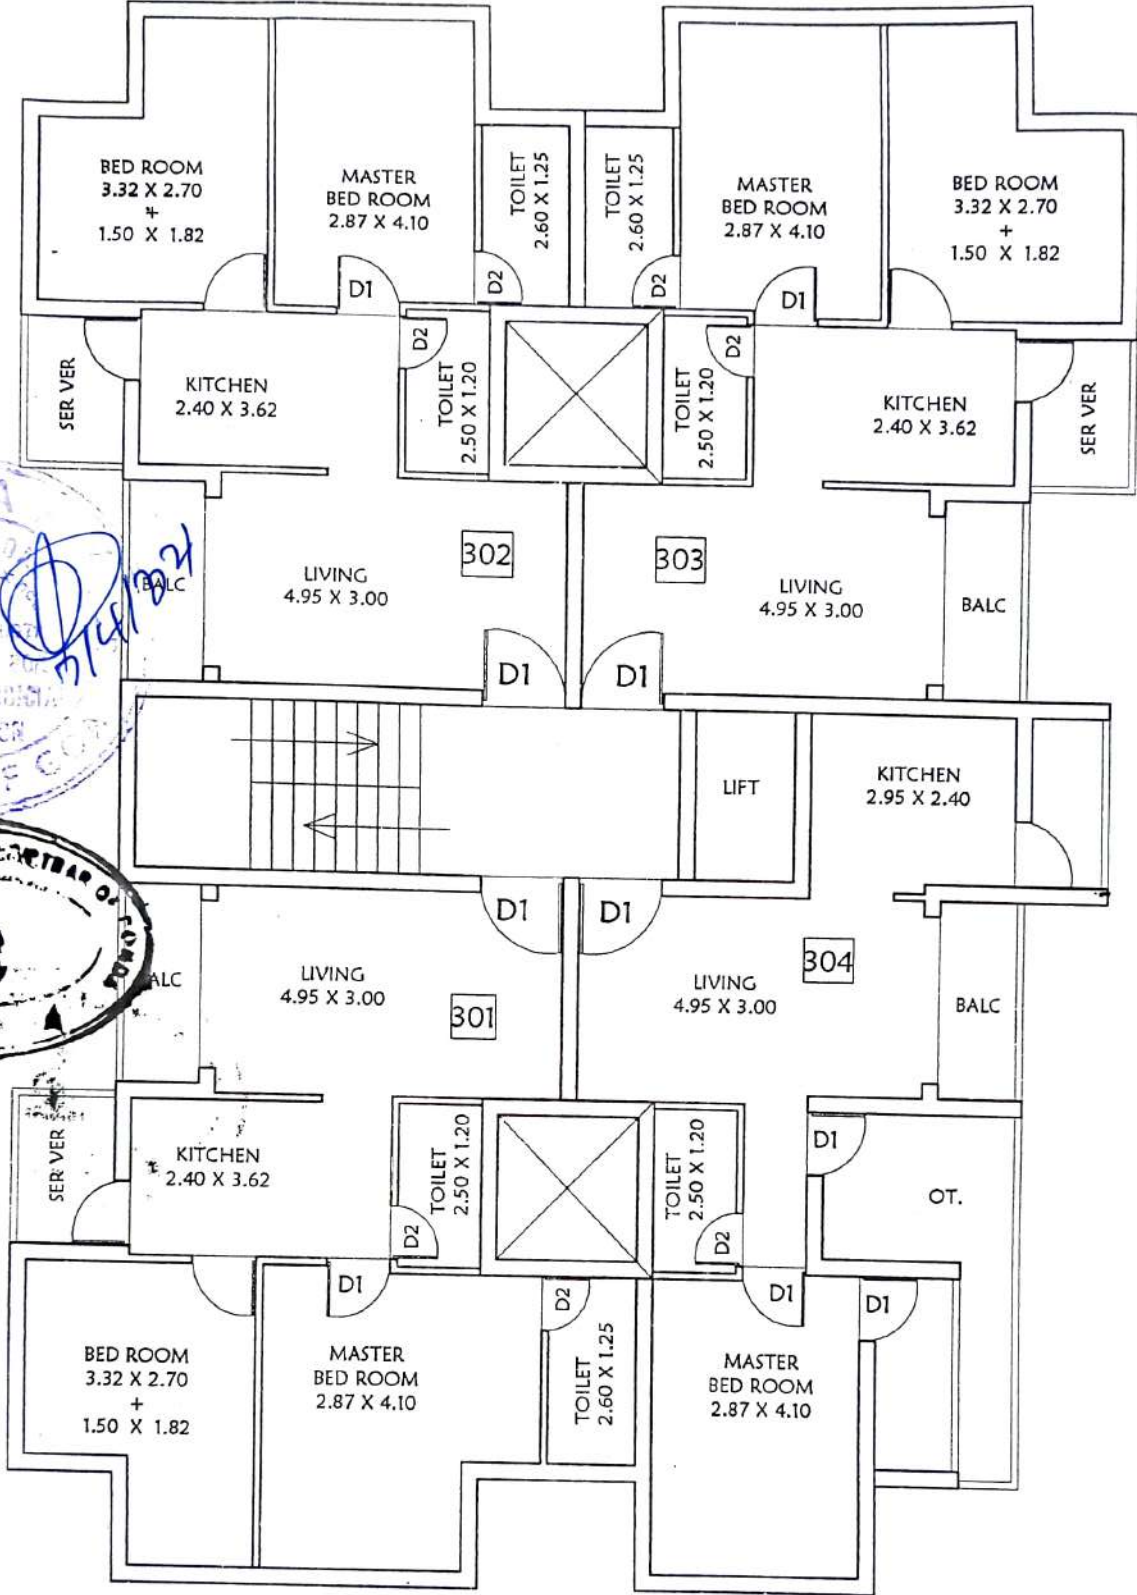 BED ROOM
3.32 X 2.70
+
1.50 X 1.82
MASTER
BED ROOM
2.87 X 4.10
TOILET
2.60 X 1.25
TOILET
2.60 X 1.25
MASTER
BED ROOM
2.87 X 4.10
BED ROOM
3.32 X 2.70
+
1.50 X 1.82
D1
D2
D2
D1
SER VER
KITCHEN
2.40 X 3.62
D2
TOILET
2.50 X 1.20
TOILET
2.50 X 1.20
D2
KITCHEN
2.40 X 3.62
SER VER
BALC
LIVING
4.95 X 3.00
302
303
LIVING
4.95 X 3.00
BALC
D1
D1
LIFT
KITCHEN
2.95 X 2.40
OF
D1
D1
ALC
LIVING
4.95 X 3.00
301
LIVING
4.95 X 3.00
304
BALC
SER VER
KITCHEN
2.40 X 3.62
TOILET
2.50 X 1.20
D2
TOILET
2.50 X 1.20
D2
D1
OT.
D1
D2
D1
D1
BED ROOM
3.32 X 2.70
+
1.50 X 1.82
MASTER
BED ROOM
2.87 X 4.10
TOILET
2.60 X 1.25
MASTER
BED ROOM
2.87 X 4.10